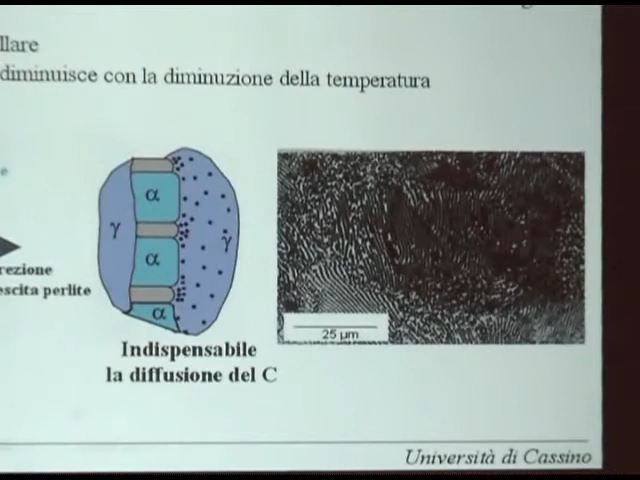 llare
diminuisce con la diminuzione della temperatura
γ
α
α
α
γ
rezione
escita perlite
25 µm
Indispensabile
la diffusione del C
Università di Cassino